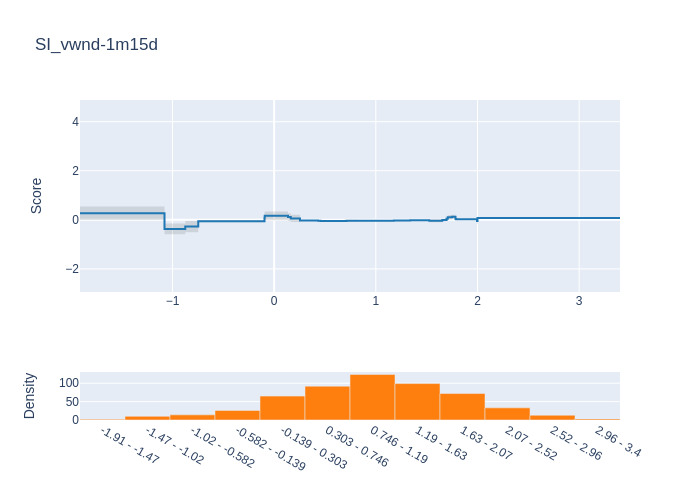 SI_vwnd-1m15d
Score
4
2
0
−2
−1
0
1
2
3
Density
100
50
0
-1.91 - -1.47
-1.47 - -1.02
-1.02 - -0.582
-0.582 - -0.139
-0.139 - 0.303
0.303 - 0.746
0.746 - 1.19
1.19 - 1.63
1.63 - 2.07
2.07 - 2.52
2.52 - 2.96
2.96 - 3.4